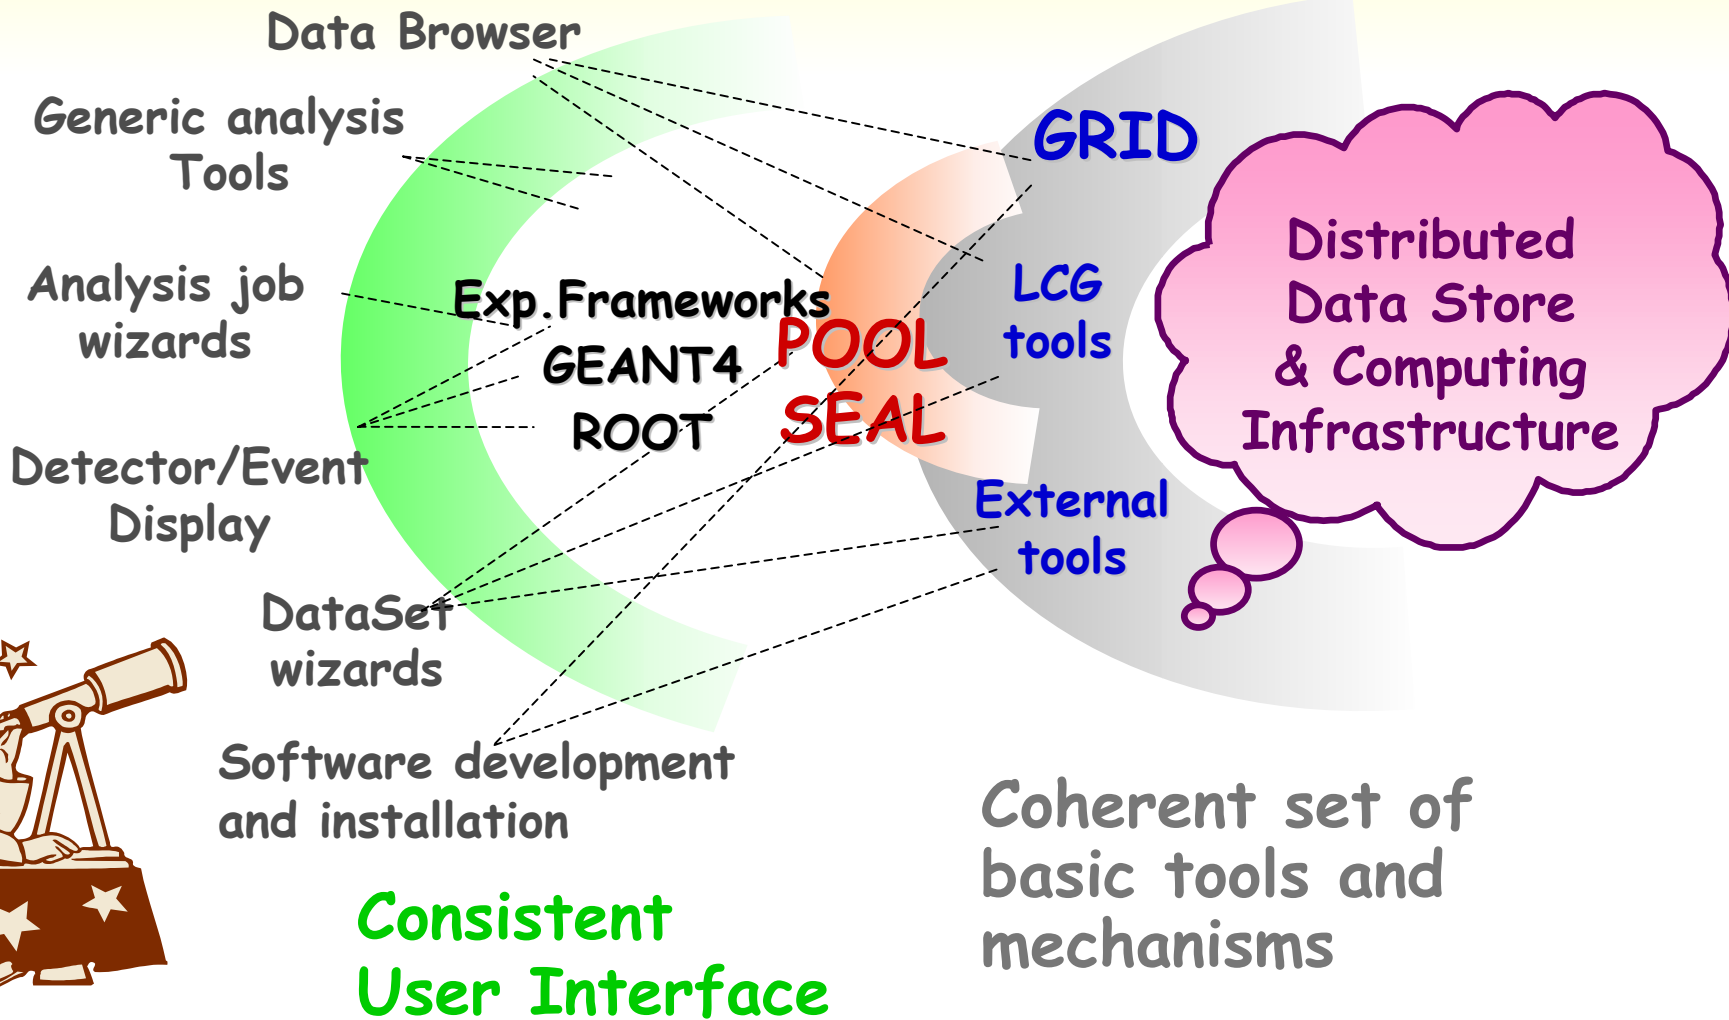 Data Browser
Generic analysis
Tools
Analysis job
wizards
Detector/Event
Display
DataSet
wizards
Software development
and installation
Exp.Frameworks
GEANT4
ROOT
POOL
SEAL
GRID
LCG
tools
External
tools
Distributed
Data Store
& Computing
Infrastructure
Consistent
User Interface
Coherent set of
basic tools and
mechanisms